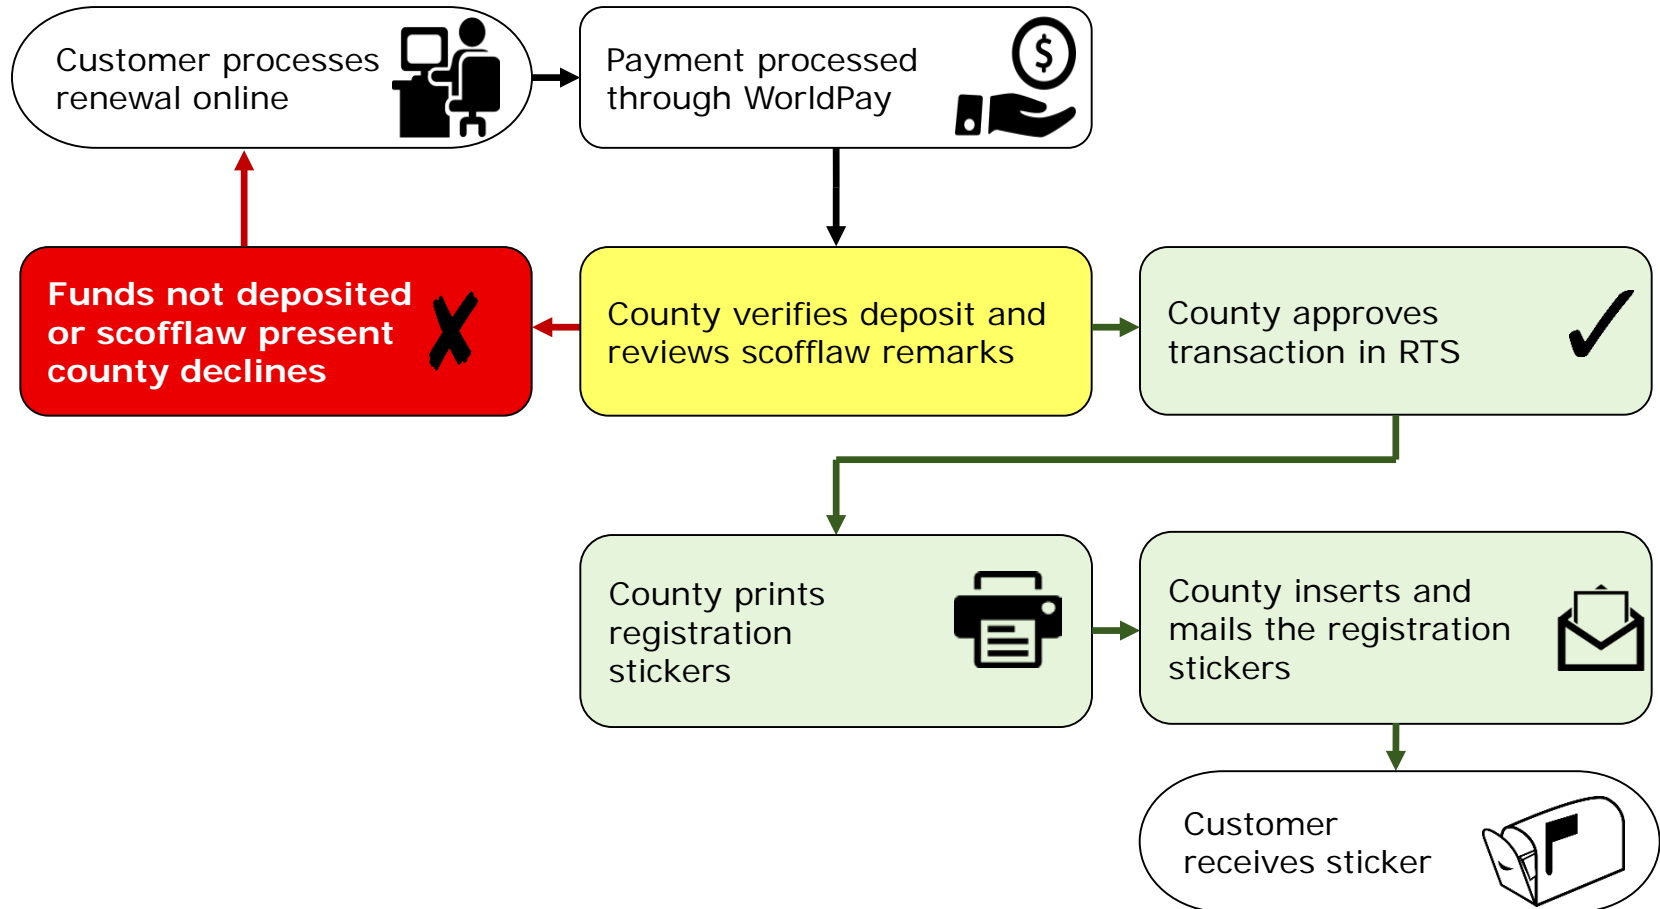 Customer processes
renewal online
Payment processed
through WorldPay
$
Funds not deposited
or scofflaw present
county declines
County verifies deposit and
reviews scofflaw remarks
County approves
transaction in RTS
County prints
registration
stickers
County inserts and
mails the registration
stickers
Customer
receives sticker